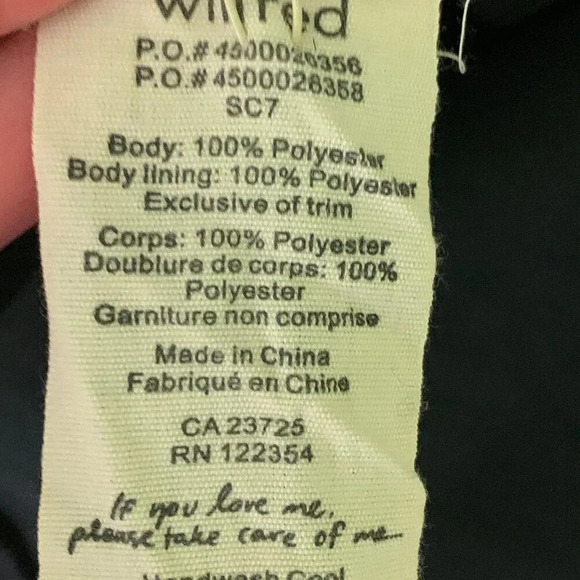 wilfred
P.O.# 4500026356
P.O.# 4500026358
SC7
Body: 100% Polyester
Body lining: 100% Polyester
Exclusive of trim
Corps: 100% Polyester
Doublure de corps: 100%
Polyester
Garniture non comprise
Made in China
Fabriqué en Chine
CA 23725
RN 122354
If you love me,
please take care of me...
Handwash Cool